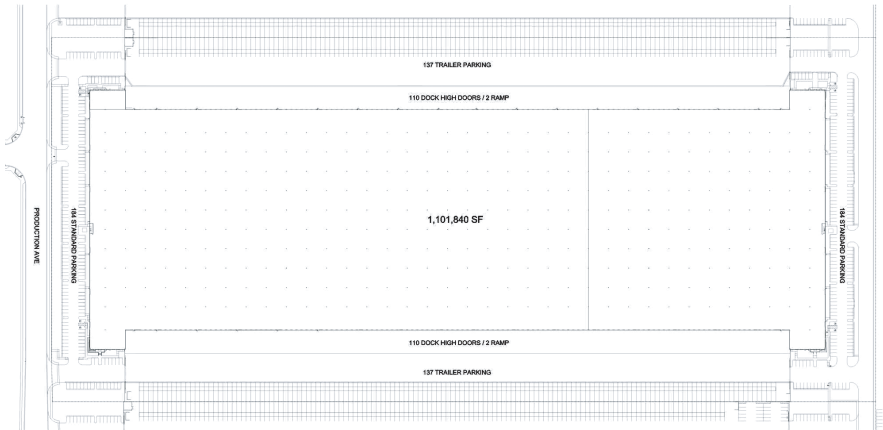 137 TRAILER PARKING
110 DOCK HIGH DOORS / 2 RAMP
1,101,840 SF
PRODUCTION AVE
184 STANDARD PARKING
184 STANDARD PARKING
110 DOCK HIGH DOORS / 2 RAMP
137 TRAILER PARKING